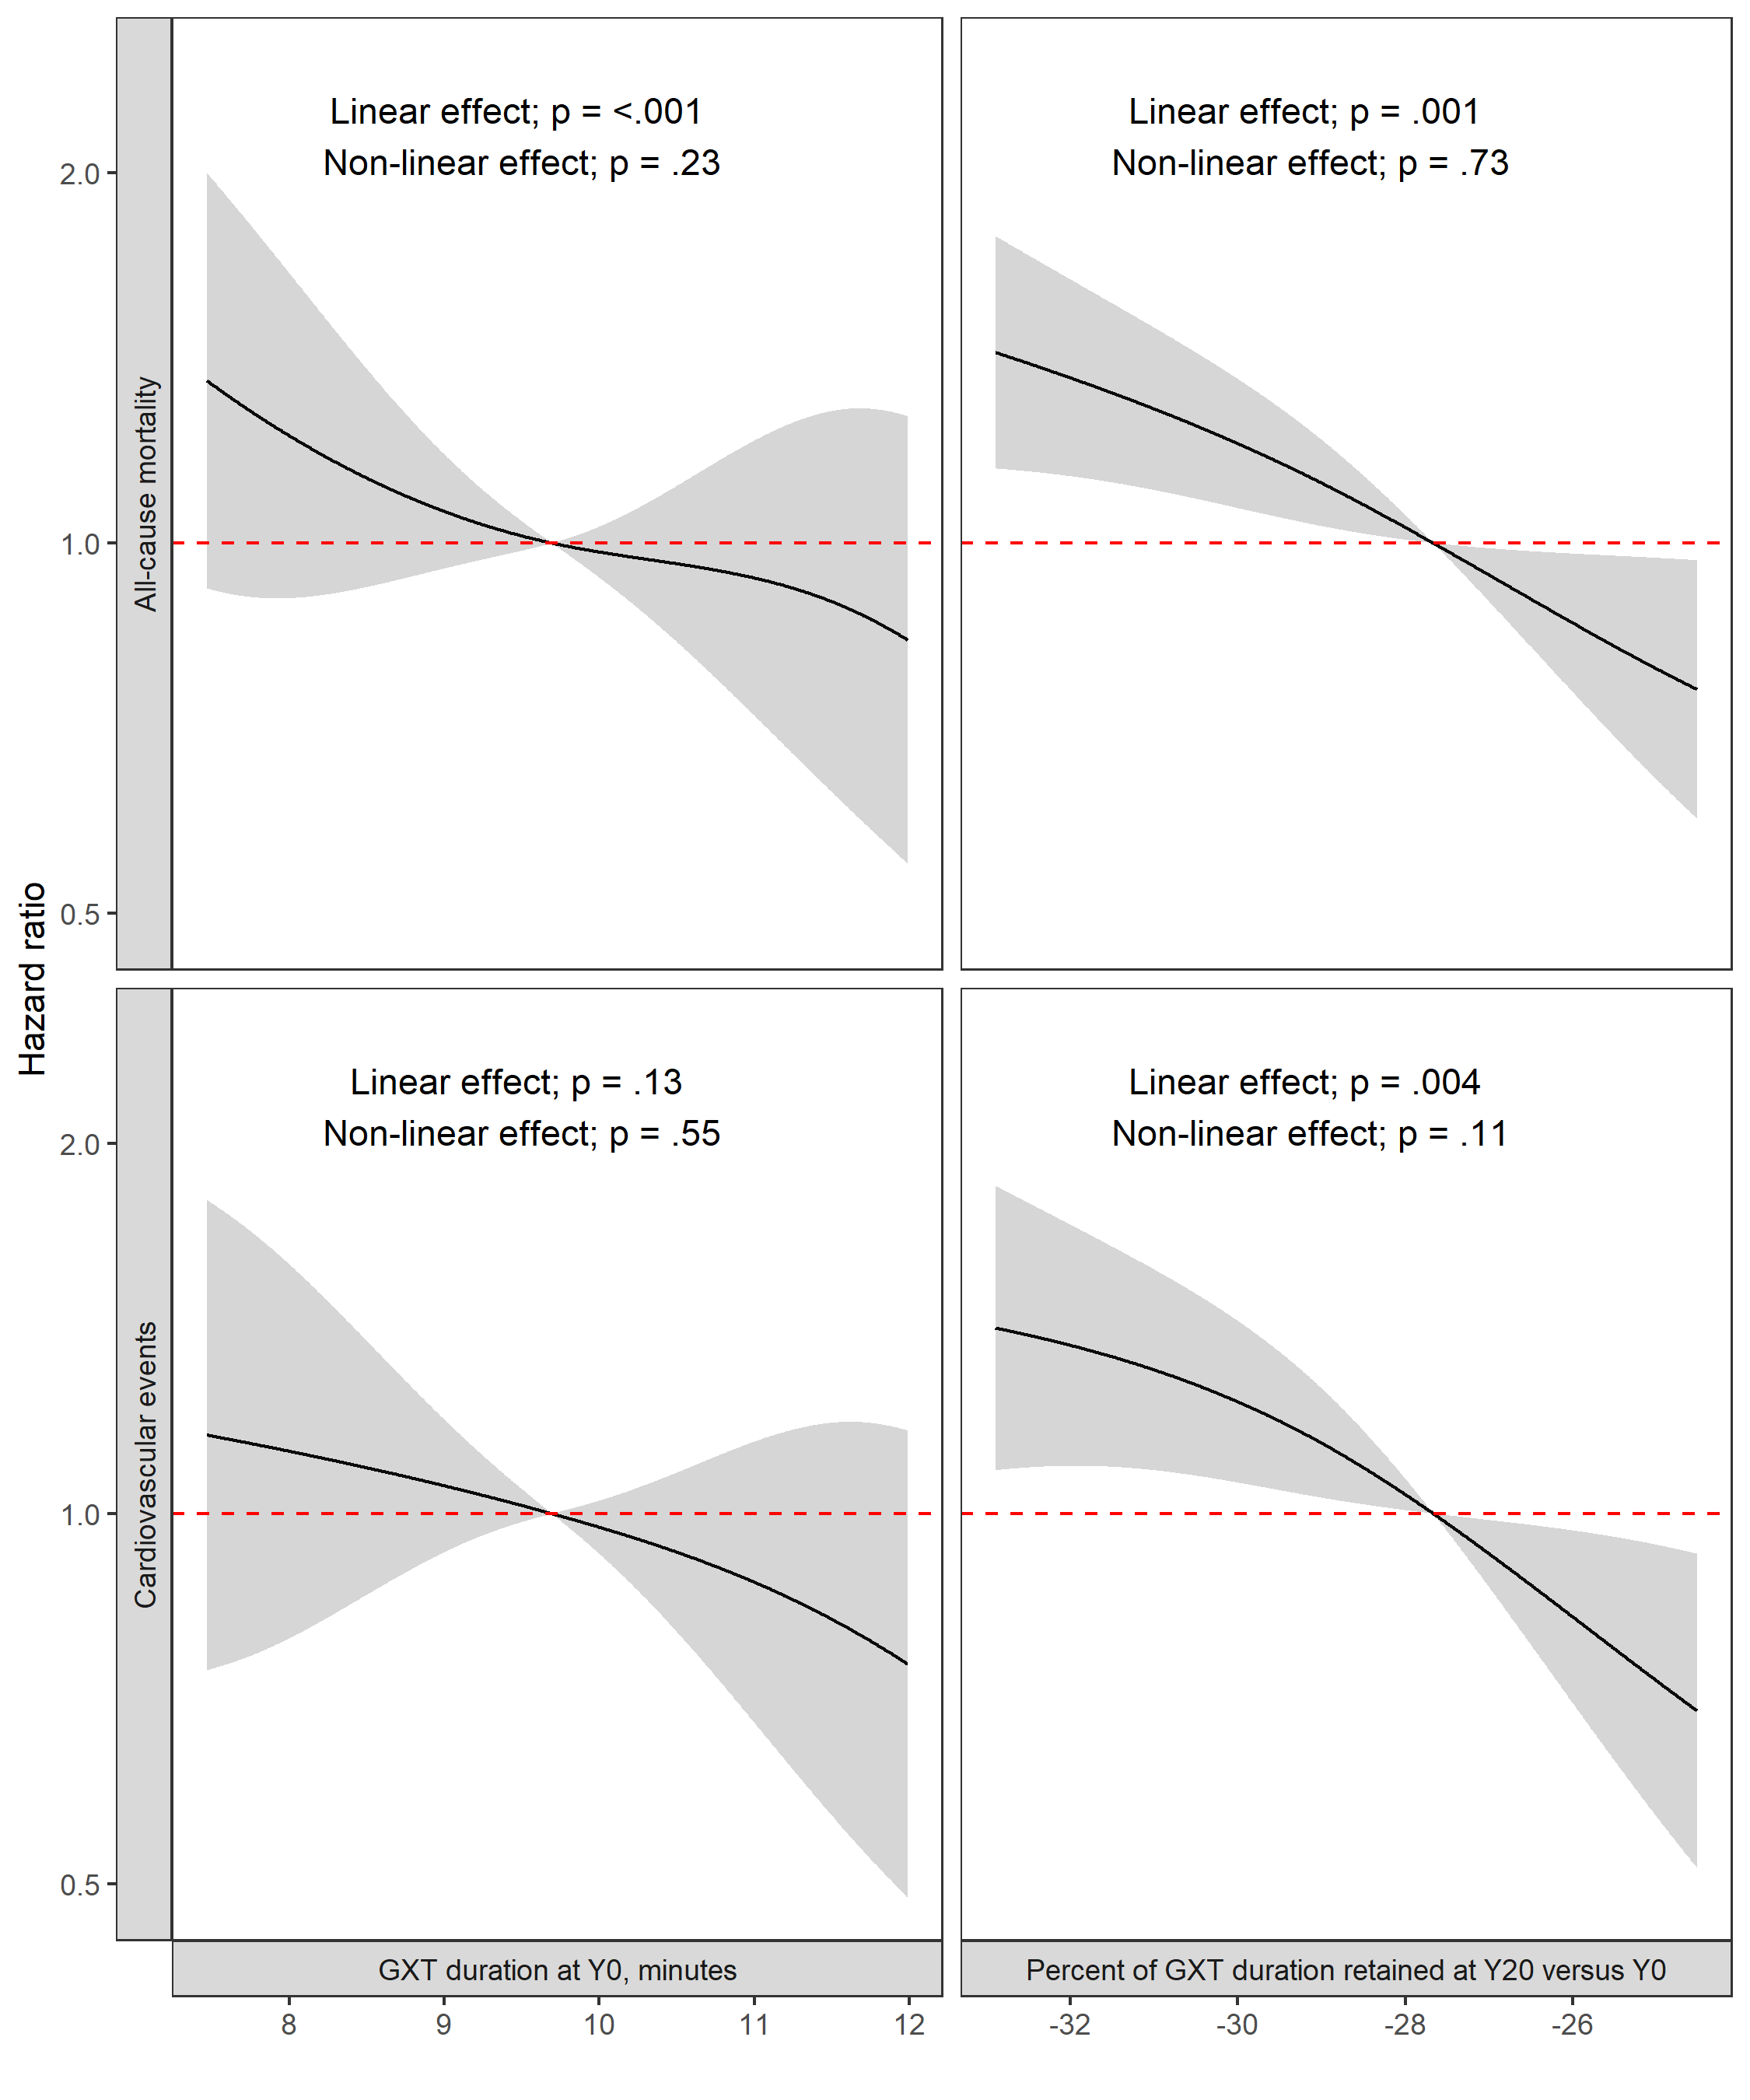 Hazard ratio
All-cause mortality
2.0
1.0
0.5
Linear effect; p = <.001
Non-linear effect; p = .23
Linear effect; p = .001
Non-linear effect; p = .73
Cardiovascular events
2.0
1.0
0.5
Linear effect; p = .13
Non-linear effect; p = .55
Linear effect; p = .004
Non-linear effect; p = .11
GXT duration at Y0, minutes
Percent of GXT duration retained at Y20 versus Y0
8 9 10 11 12
-32 -30 -28 -26